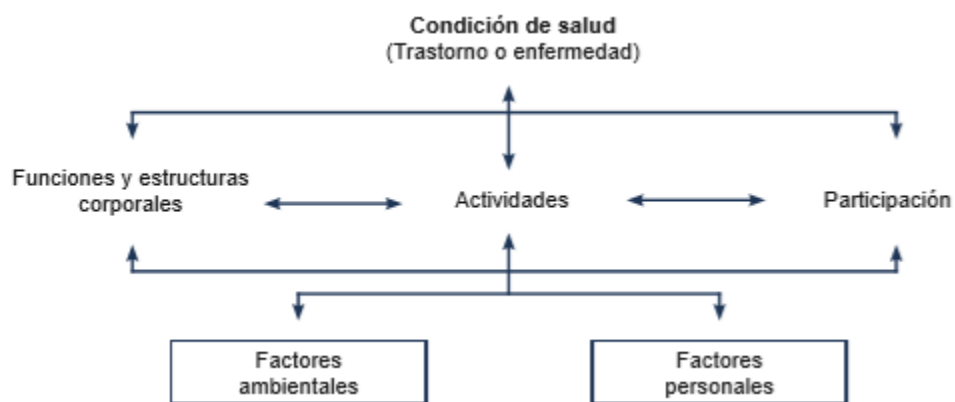 Condición de salud
(Trastorno o enfermedad)
Funciones y estructuras
corporales
Actividades
Participación
Factores
ambientales
Factores
personales